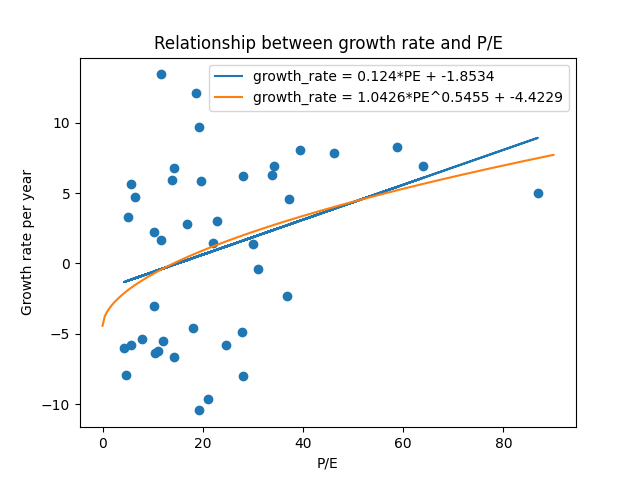 Relationship between growth rate and P/E
growth_rate = 0.124*PE + -1.8534
growth_rate = 1.0426*PE^0.5455 + -4.4229
Growth rate per year
10
5
0
−5
−10
0 20 40 60 80
P/E